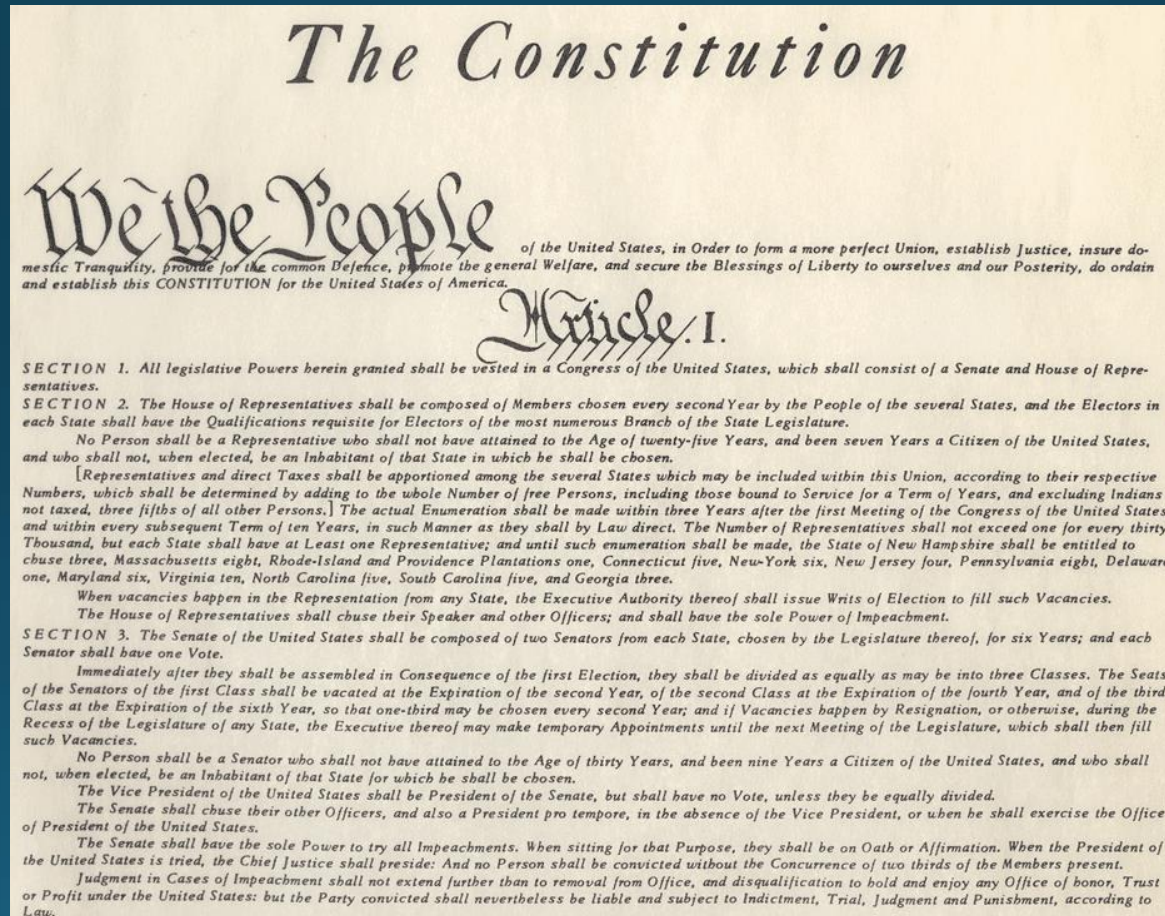 The Constitution
We the People of the United States, in Order to form a more perfect Union, establish Justice, insure do-
mestic Tranquility, provide for the common Defence, promote the general Welfare, and secure the Blessings of Liberty to ourselves and our Posterity, do ordain
and establish this CONSTITUTION for the United States of America.
Article. I.
SECTION 1. All legislative Powers herein granted shall be vested in a Congress of the United States, which shall consist of a Senate and House of Repre-
sentatives.
SECTION 2. The House of Representatives shall be composed of Members chosen every second Year by the People of the several States, and the Electors in
each State shall have the Qualifications requisite for Electors of the most numerous Branch of the State Legislature.
No Person shall be a Representative who shall not have attained to the Age of twenty-five Years, and been seven Years a Citizen of the United States,
and who shall not, when elected, be an Inhabitant of that State in which he shall be chosen.
[Representatives and direct Taxes shall be apportioned among the several States which may be included within this Union, according to their respective
Numbers, which shall be determined by adding to the whole Number of free Persons, including those bound to Service for a Term of Years, and excluding Indians
not taxed, three fifths of all other Persons.] The actual Enumeration shall be made within three Years after the first Meeting of the Congress of the United States
and within every subsequent Term of ten Years, in such Manner as they shall by Law direct. The Number of Representatives shall not exceed one for every thirty
Thousand, but each State shall have at Least one Representative; and until such enumeration shall be made, the State of New Hampshire shall be entitled to
chuse three, Massachusetts eight, Rhode-Island and Providence Plantations one, Connecticut five, New-York six, New Jersey four, Pennsylvania eight, Delaware
one, Maryland six, Virginia ten, North Carolina five, South Carolina five, and Georgia three.
When vacancies happen in the Representation from any State, the Executive Authority thereof shall issue Writs of Election to fill such Vacancies.
The House of Representatives shall chuse their Speaker and other Officers; and shall have the sole Power of Impeachment.
SECTION 3. The Senate of the United States shall be composed of two Senators from each State, chosen by the Legislature thereof, for six Years; and each
Senator shall have one Vote.
Immediately after they shall be assembled in Consequence of the first Election, they shall be divided as equally as may be into three Classes. The Seats
of the Senators of the first Class shall be vacated at the Expiration of the second Year, of the second Class at the Expiration of the fourth Year, and of the third
Class at the Expiration of the sixth Year, so that one-third may be chosen every second Year; and if Vacancies happen by Resignation, or otherwise, during the
Recess of the Legislature of any State, the Executive thereof may make temporary Appointments until the next Meeting of the Legislature, which shall then fill
such Vacancies.
No Person shall be a Senator who shall not have attained to the Age of thirty Years, and been nine Years a Citizen of the United States, and who shall
not, when elected, be an Inhabitant of that State for which he shall be chosen.
The Vice President of the United States shall be President of the Senate, but shall have no Vote, unless they be equally divided.
The Senate shall chuse their other Officers, and also a President pro tempore, in the absence of the Vice President, or when he shall exercise the Office
of President of the United States.
The Senate shall have the sole Power to try all Impeachments. When sitting for that Purpose, they shall be on Oath or Affirmation. When the President of
the United States is tried, the Chief Justice shall preside: And no Person shall be convicted without the Concurrence of two thirds of the Members present.
Judgment in Cases of Impeachment shall not extend further than to removal from Office, and disqualification to hold and enjoy any Office of honor, Trust
or Profit under the United States: but the Party convicted shall nevertheless be liable and subject to Indictment, Trial, Judgment and Punishment, according to
Law.